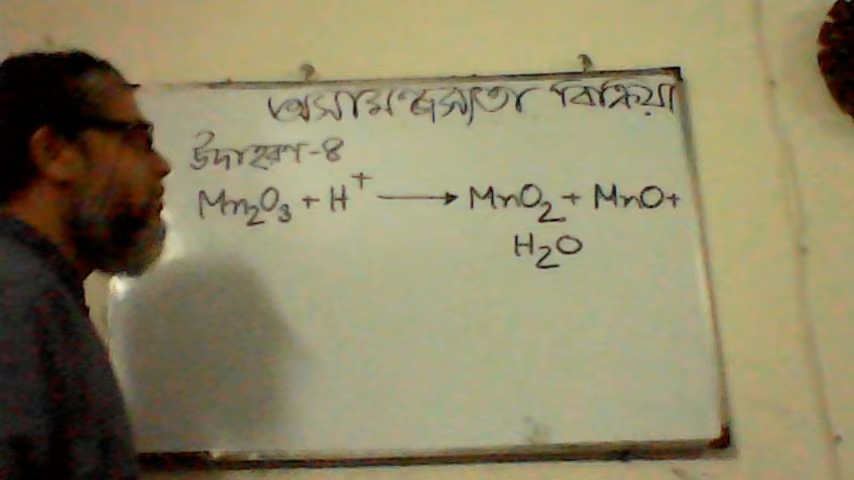 অসামঞ্জস্যতা বিক্রিয়া
উদাহরণ-৪
Mn₂O₃ + H⁺ ⟶ MnO₂ + MnO +
H₂O